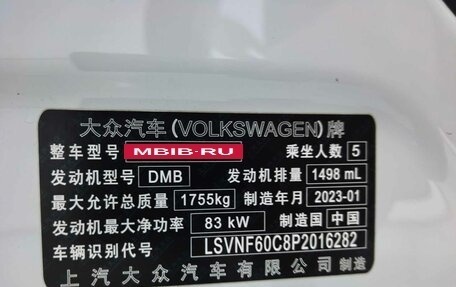 大众汽车(VOLKSWAGEN)牌
整车型号 MBIB.RU 乘坐人数 5
发动机型号 DMB 发动机排量 1498 mL
最大允许总质量 1755kg 制造年月 2023-01
发动机最大净功率 83 kW 制造国 中国
车辆识别代号 LSVNF60C8P2016282
上汽大众汽车有限公司 制造